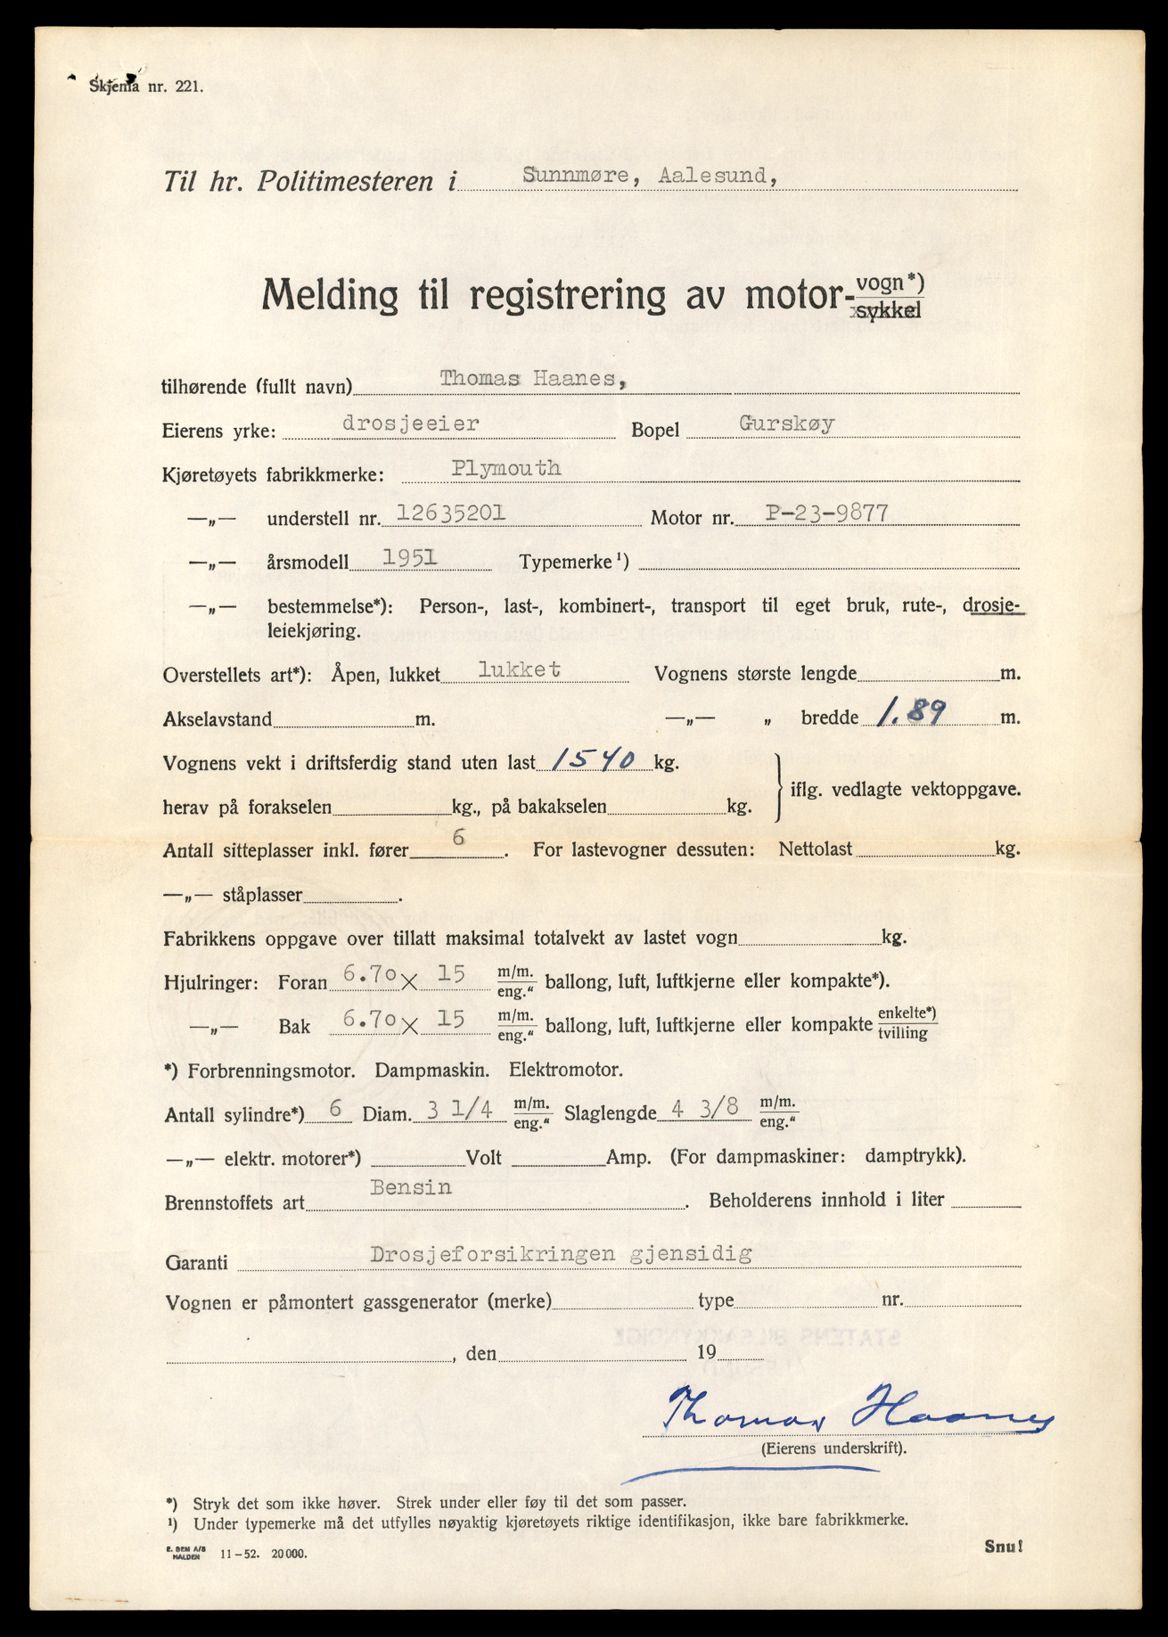 Skjema nr. 221.
Til hr. Politimesteren i Sunnmøre, Aalesund,
Melding til registrering av motor-vogn*)
sykkel
tilhørende (fullt navn) Thomas Haanes,
Eierens yrke: drosjeeier Bopel Gurskøy
Kjøretøyets fabrikkmerke: Plymouth
—„— understell nr. 12635201 Motor nr. P-23-9877
—„— årsmodell 1951 Typemerke ¹)
—„— bestemmelse*): Person-, last-, kombinert-, transport til eget bruk, rute-, drosje-
leiekjøring.
Overstellets art*): Åpen, lukket lukket Vognens største lengde m.
Akselavstand m. —„— „ bredde 1.89 m.
Vognens vekt i driftsferdig stand uten last 1540 kg.
iflg. vedlagte vektoppgave.
herav på forakselen kg., på bakakselen kg.
Antall sitteplasser inkl. fører 6. For lastevogner dessuten: Nettolast kg.
—„— ståplasser .
Fabrikkens oppgave over tillatt maksimal totalvekt av lastet vogn kg.
Hjulringer: Foran 6.70 X 15 m/m. eng.“ ballong, luft, luftkjerne eller kompakte*).
—„— Bak 6.70 X 15 m/m. eng.“ ballong, luft, luftkjerne eller kompakte enkelte*) tvilling
*) Forbrenningsmotor. Dampmaskin. Elektromotor.
Antall sylindre*) 6 Diam. 3 1/4 m/m. eng.“ Slaglengde 4 3/8 m/m. eng.“
—„— elektr. motorer*) Volt Amp. (For dampmaskiner: damptrykk).
Brennstoffets art Bensin . Beholderens innhold i liter
Garanti Drosjeforsikringen gjensidig
Vognen er påmontert gassgenerator (merke) type nr.
, den 19
Thomas Haanes
(Eierens underskrift).
*) Stryk det som ikke høver. Strek under eller føy til det som passer.
¹) Under typemerke må det utfylles nøyaktig kjøretøyets riktige identifikasjon, ikke bare fabrikkmerke.
E. SEM A/S HALDEN 11-52. 20 000.
Snu!